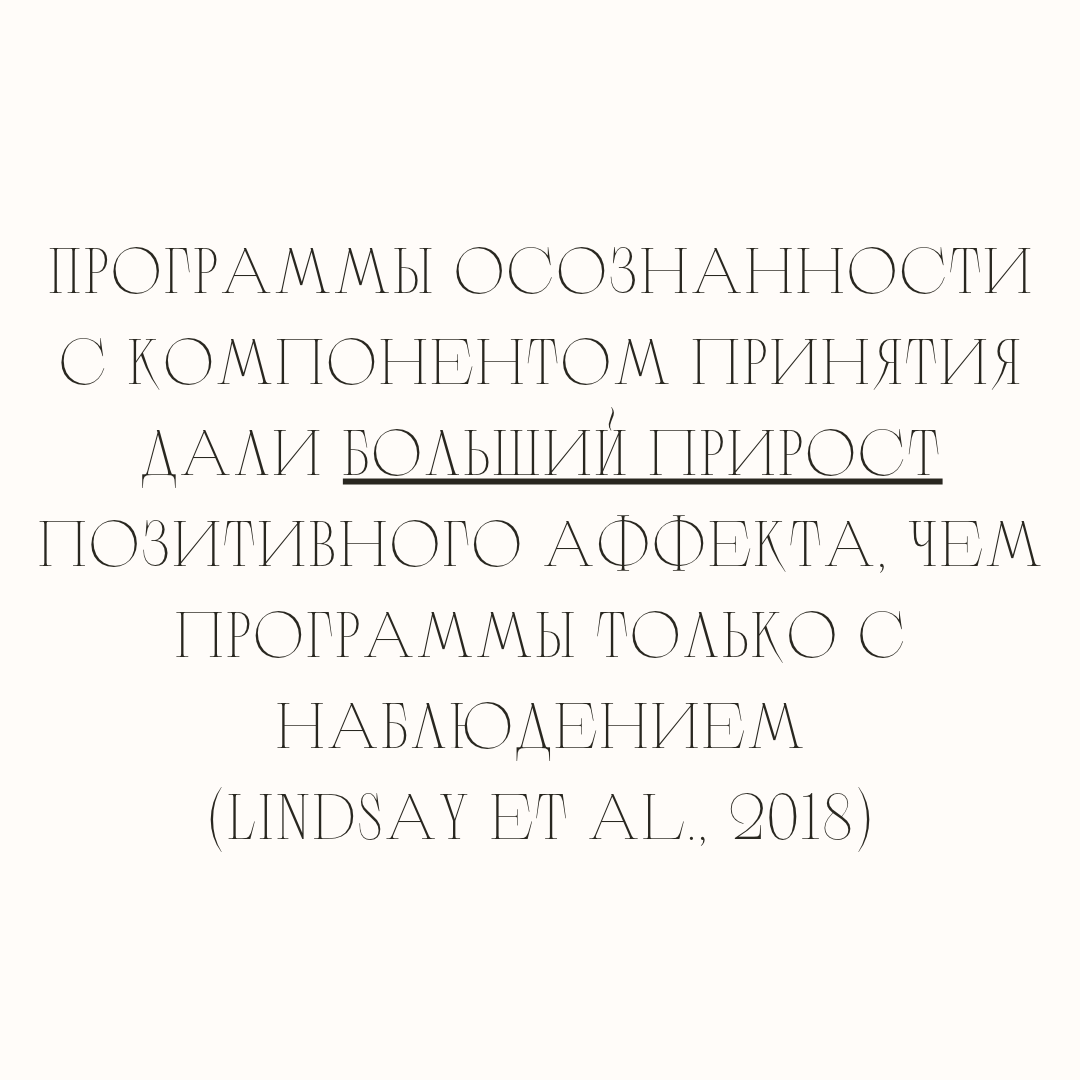 ПРОГРАММЫ ОСОЗНАННОСТИ
С КОМПОНЕНТОМ ПРИНЯТИЯ
ДАЛИ БОЛЬШИЙ ПРИРОСТ
ПОЗИТИВНОГО АФФЕКТА, ЧЕМ
ПРОГРАММЫ ТОЛЬКО С
НАБЛЮДЕНИЕМ
(LINDSAY ET AL., 2018)